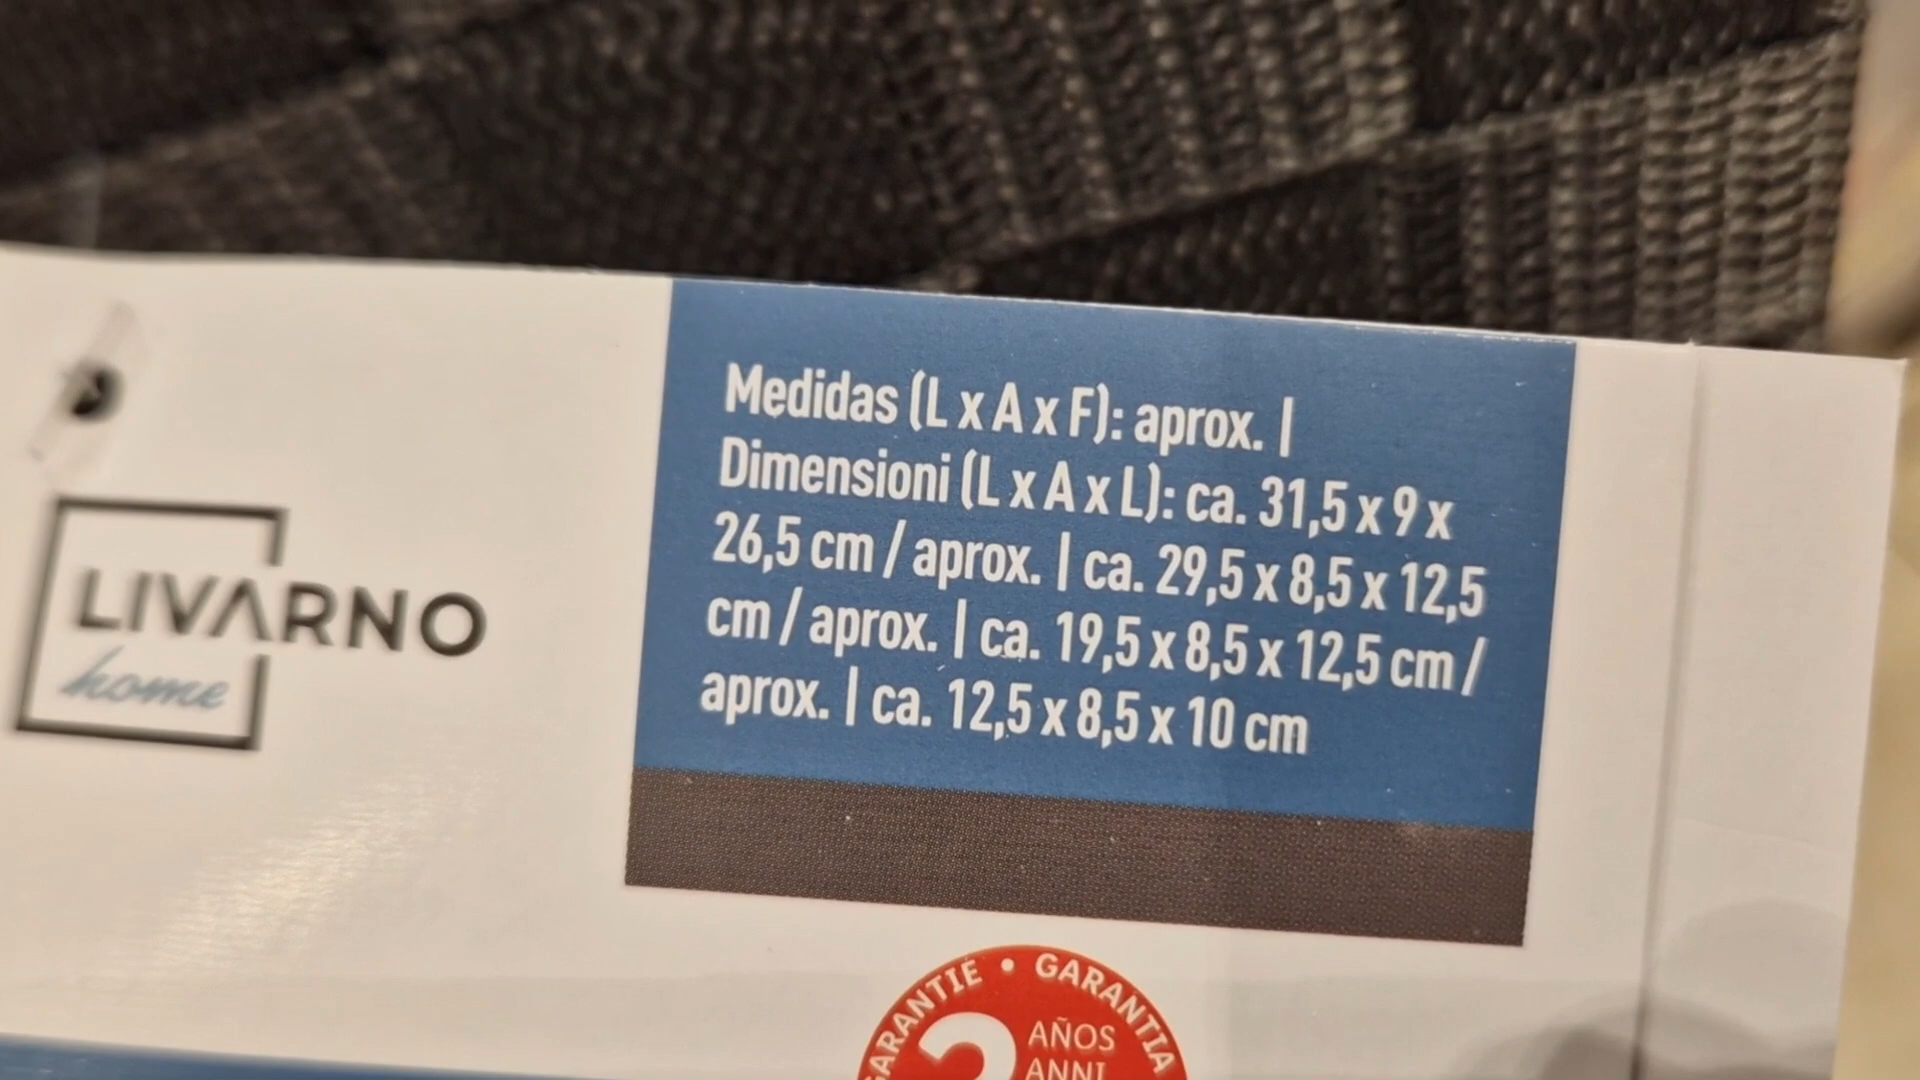 Medidas (L x A x F): aprox. |
Dimensioni (L x A x L): ca. 31,5 x 9 x
26,5 cm / aprox. | ca. 29,5 x 8,5 x 12,5
cm / aprox. | ca. 19,5 x 8,5 x 12,5 cm /
aprox. | ca. 12,5 x 8,5 x 10 cm
LIVARNO
home
GARANTIE • GARANTIA
AÑOS
ANNI